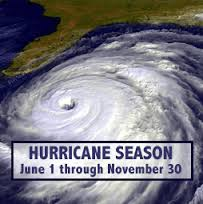 HURRICANE SEASON
June 1 through November 30